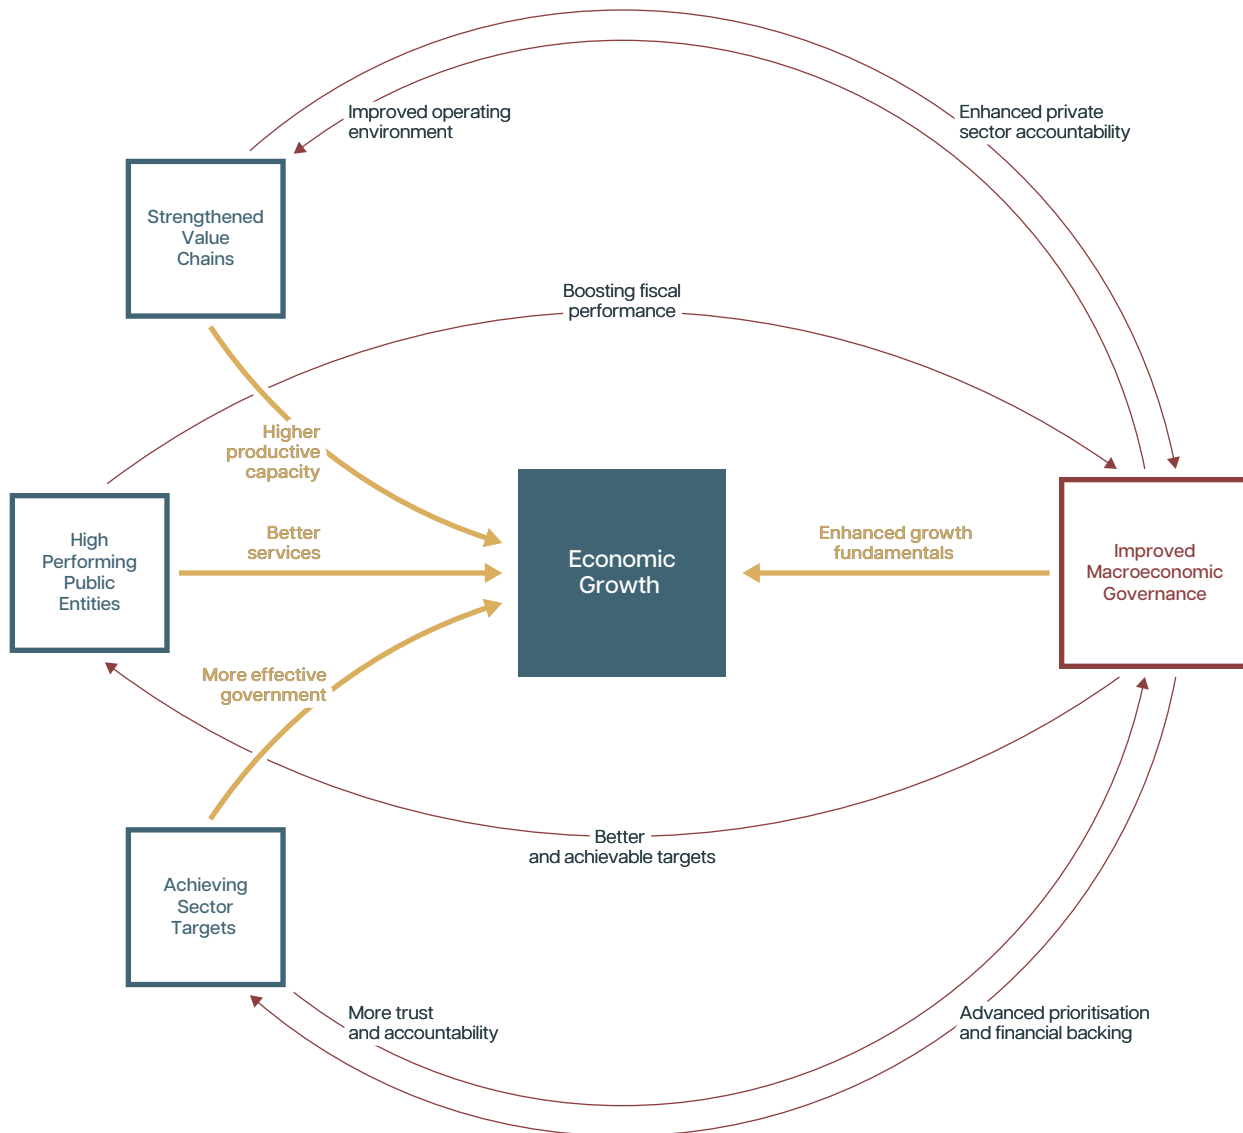 Improved operating
environment
Enhanced private
sector accountability
Strengthened
Value
Chains
Boosting fiscal
performance
Higher
productive
capacity
High
Performing
Public
Entities
Better
services
Economic
Growth
Enhanced growth
fundamentals
Improved
Macroeconomic
Governance
More effective
government
Better
and achievable targets
Achieving
Sector
Targets
More trust
and accountability
Advanced prioritisation
and financial backing